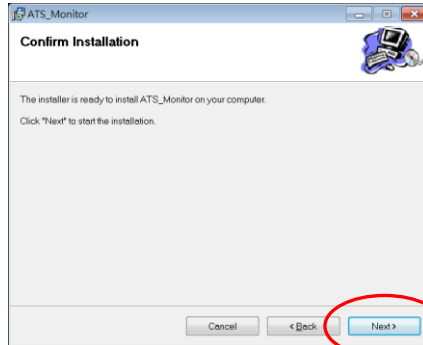 ATS_Monitor
Confirm Installation
The installer is ready to install ATS_Monitor on your computer.
Click "Next" to start the installation.
Cancel
< Back
Next >